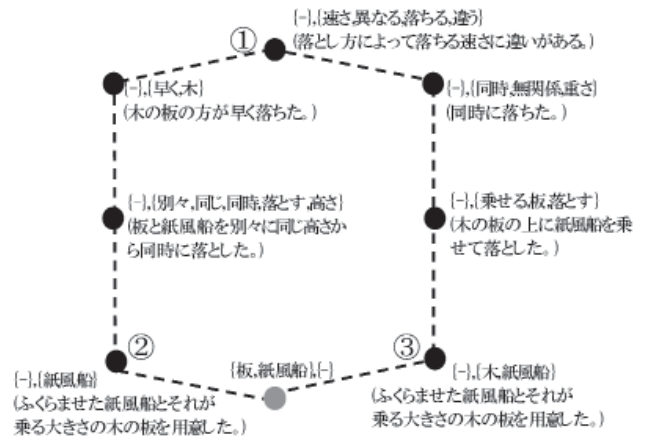 {-},{速さ,異なる,落ちる,違う}
(落とし方によって落ちる速さに違いがある。)
①
{-},{早く,木}
(木の板の方が早く落ちた。)
{-},{同時,無関係,重さ}
(同時に落ちた。)
{-},{別々,同じ,同時,落とす,高さ}
(板と紙風船を別々に同じ高さか
ら同時に落とした。)
{-},{乗せる,板,落とす}
(木の板の上に紙風船を乗
せて落とした。)
②
{-},{紙風船}
(ふくらませた紙風船とそれが
乗る大きさの木の板を用意した。)
{板,紙風船},{-}
③
{-},{木,紙風船}
(ふくらませた紙風船とそれが
乗る大きさの木の板を用意した。)